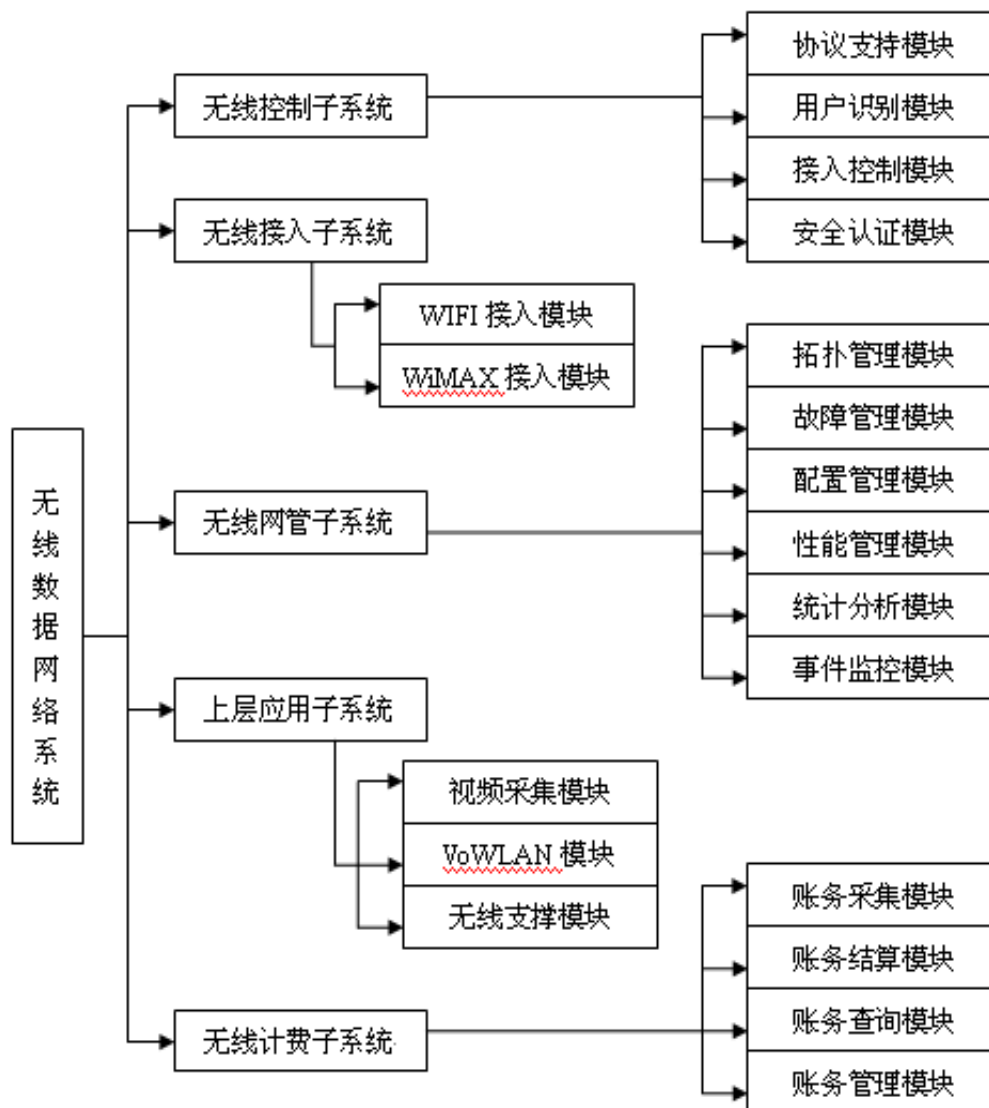 无线数据网络系统
无线控制子系统
协议支持模块
用户识别模块
接入控制模块
安全认证模块
无线接入子系统
WIFI 接入模块
WiMAX 接入模块
无线网管子系统
拓扑管理模块
故障管理模块
配置管理模块
性能管理模块
统计分析模块
事件监控模块
上层应用子系统
视频采集模块
VoWLAN 模块
无线支撑模块
无线计费子系统
账务采集模块
账务结算模块
账务查询模块
账务管理模块